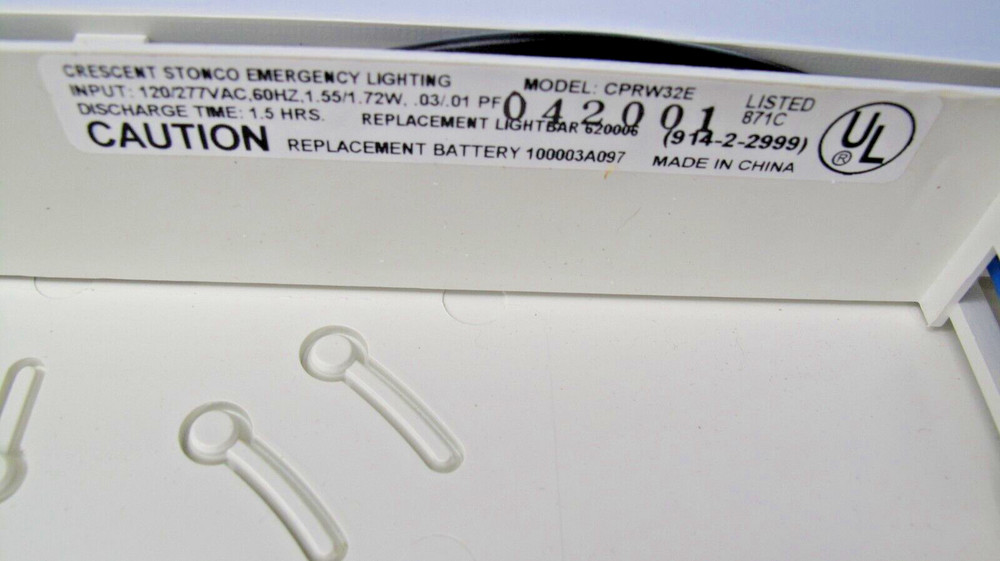 CRESCENT STONCO EMERGENCY LIGHTING MODEL: CPRW32E
INPUT: 120/277VAC,60HZ,1.55/1.72W, .03/.01 PF 042001 LISTED
DISCHARGE TIME: 1.5 HRS. REPLACEMENT LIGHTBAR 620006 871C
CAUTION REPLACEMENT BATTERY 100003A097 (914-2-2999)
MADE IN CHINA
UL ®